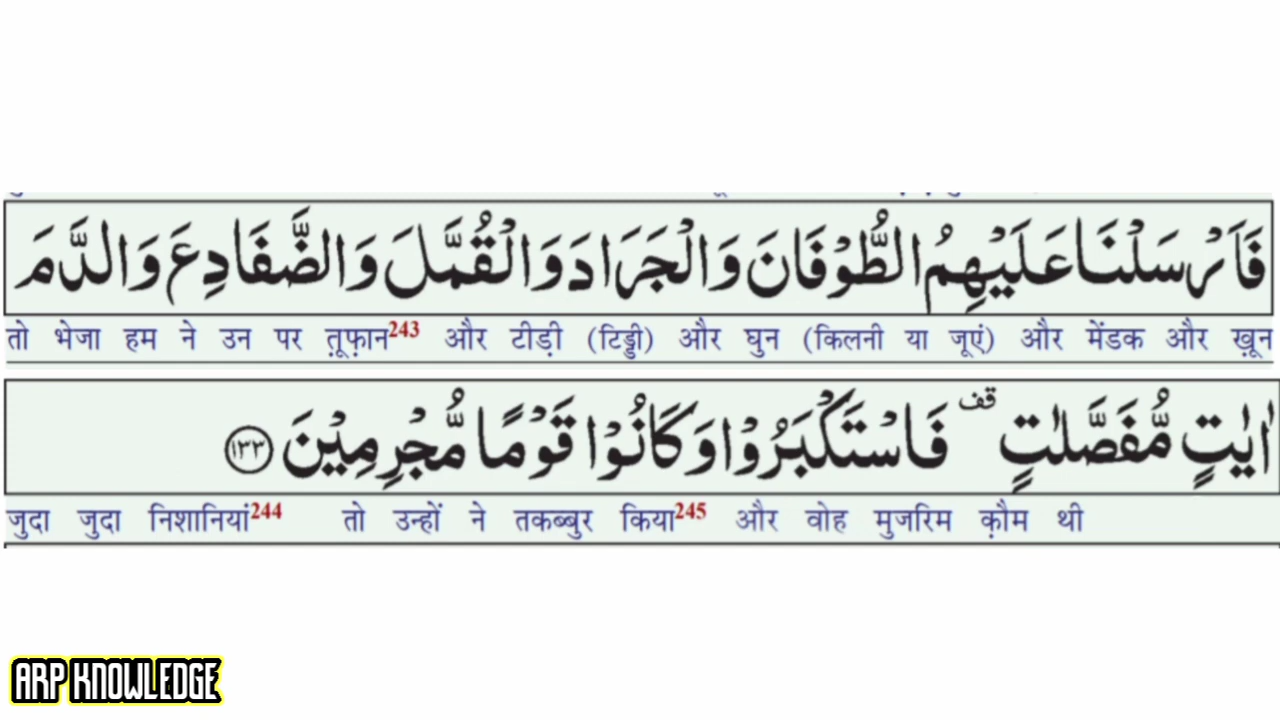 فَاَرْسَلْنَا عَلَيْهِمُ الطُّوْفَانَ وَالْجَرَادَ وَالْقُمَّلَ وَالضَّفَادِعَ وَالدَّمَ
तो भेजा हम ने उन पर त़ूफ़ान243 और टीड़ी (टिड्डी) और घुन (किलनी या जूएं) और मेंडक और ख़ून
اٰيٰتٍ مُّفَصَّلٰتٍ قف فَاسْتَكْبَرُوْا وَكَانُوْا قَوْمًا مُّجْرِمِيْنَ ١٣٣
जुदा जुदा निशानियां244 तो उन्हों ने तकब्बुर किया245 और वोह मुजरिम क़ौम थी
ARP KNOWLEDGE